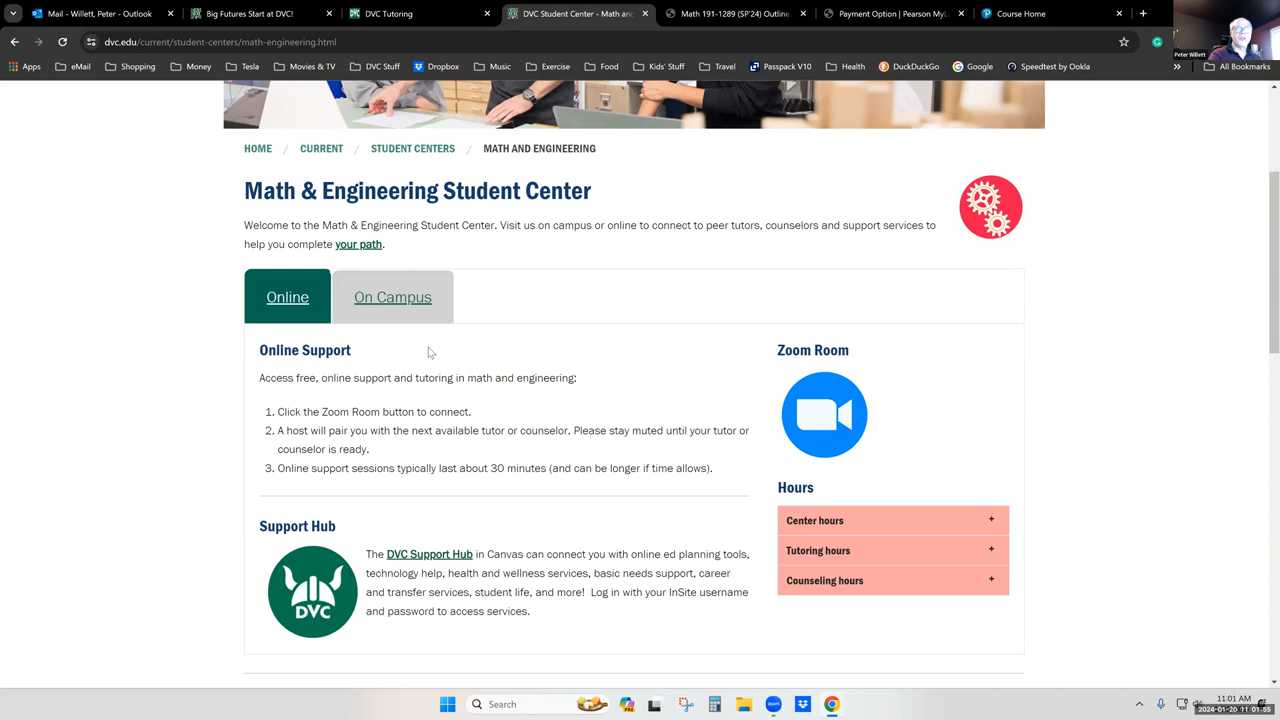 Mail - Willett, Peter - Outlook
Big Futures Start at DVC!
DVC Tutoring
DVC Student Center - Math an
Math 191-1289 (SP'24) Outline.
Payment Option | Pearson MyL
Course Home
dvc.edu/current/student-centers/math-engineering.html
Apps
eMail
Shopping
Money
Tesla
Movies & TV
DVC Stuff
Dropbox
Music
Exercise
Food
Kids' Stuff
Travel
Passpack V10
Health
DuckDuckGo
Google
Speedtest by Ookla
All Bookmarks
Peter Willett
HOME / CURRENT / STUDENT CENTERS / MATH AND ENGINEERING
Math & Engineering Student Center
Welcome to the Math & Engineering Student Center. Visit us on campus or online to connect to peer tutors, counselors and support services to
help you complete your path.
Online
On Campus
Online Support
Access free, online support and tutoring in math and engineering:
1. Click the Zoom Room button to connect.
2. A host will pair you with the next available tutor or counselor. Please stay muted until your tutor or
counselor is ready.
3. Online support sessions typically last about 30 minutes (and can be longer if time allows).
Support Hub
DVC
The DVC Support Hub in Canvas can connect you with online ed planning tools,
technology help, health and wellness services, basic needs support, career
and transfer services, student life, and more! Log in with your InSite username
and password to access services.
Zoom Room
Hours
Center hours +
Tutoring hours +
Counseling hours +
Search
11:01 AM
2024-01-20 11:01:55